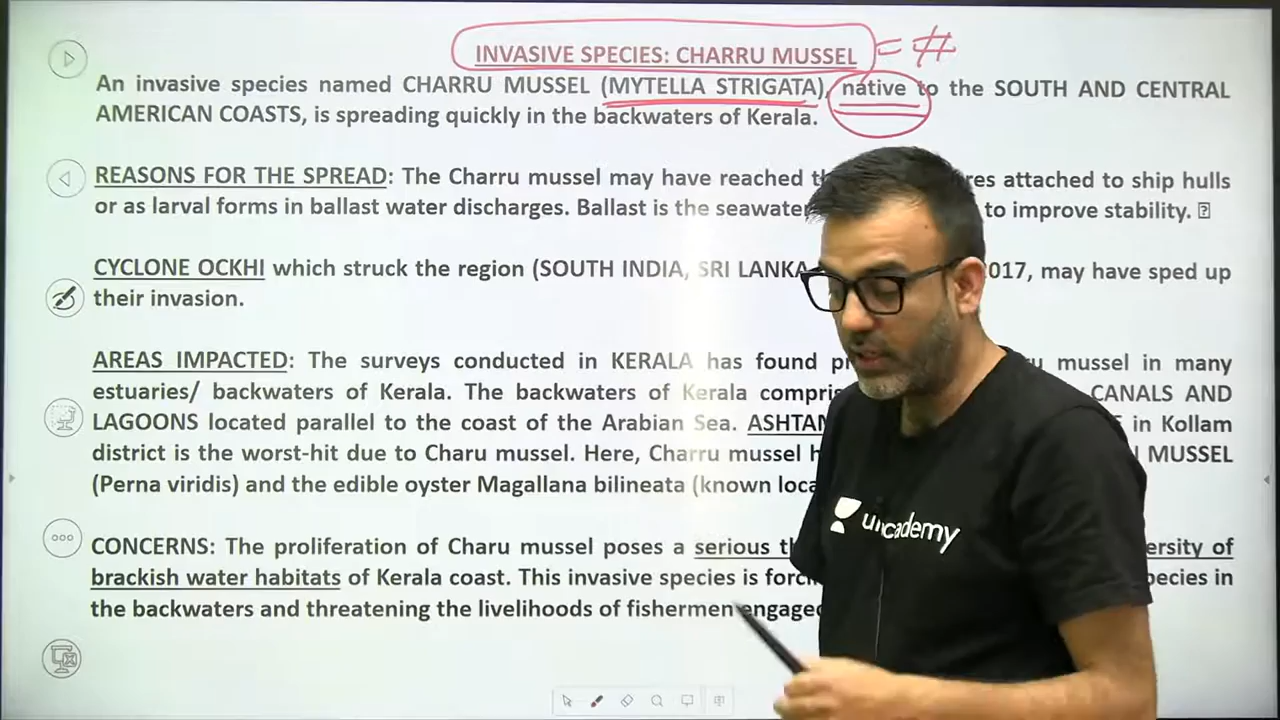 INVASIVE SPECIES: CHARRU MUSSEL = #
An invasive species named CHARRU MUSSEL (MYTELLA STRIGATA), native to the SOUTH AND CENTRAL
AMERICAN COASTS, is spreading quickly in the backwaters of Kerala.
REASONS FOR THE SPREAD: The Charru mussel may have reached attached to ship hulls
or as larval forms in ballast water discharges. Ballast is the to improve stability.
CYCLONE OCKHI which struck the region (SOUTH INDIA, SRI LANKA 017, may have sped up
their invasion.
AREAS IMPACTED: The surveys conducted in KERALA has found mussel in many
estuaries/ backwaters of Kerala. The backwaters of Kerala CANALS AND
LAGOONS located parallel to the coast of the Arabian Sea. in Kollam
district is the worst-hit due to Charu mussel. Here, Charru mussel MUSSEL
(Perna viridis) and the edible oyster Magallana bilineata (known
CONCERNS: The proliferation of Charu mussel poses a serious of
brackish water habitats of Kerala coast. This invasive species is in
the backwaters and threatening the livelihoods of fishermen
unacademy